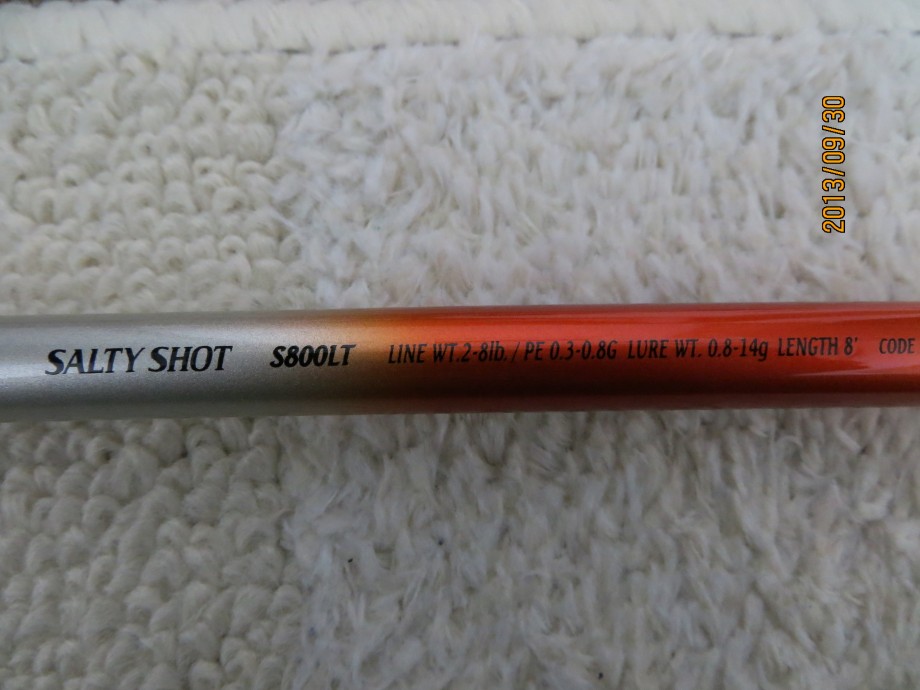 SALTY SHOT S800LT LINE WT.2-8lb. / PE 0.3-0.8G LURE WT. 0.8-14g LENGTH 8' CODE
2013/09/30